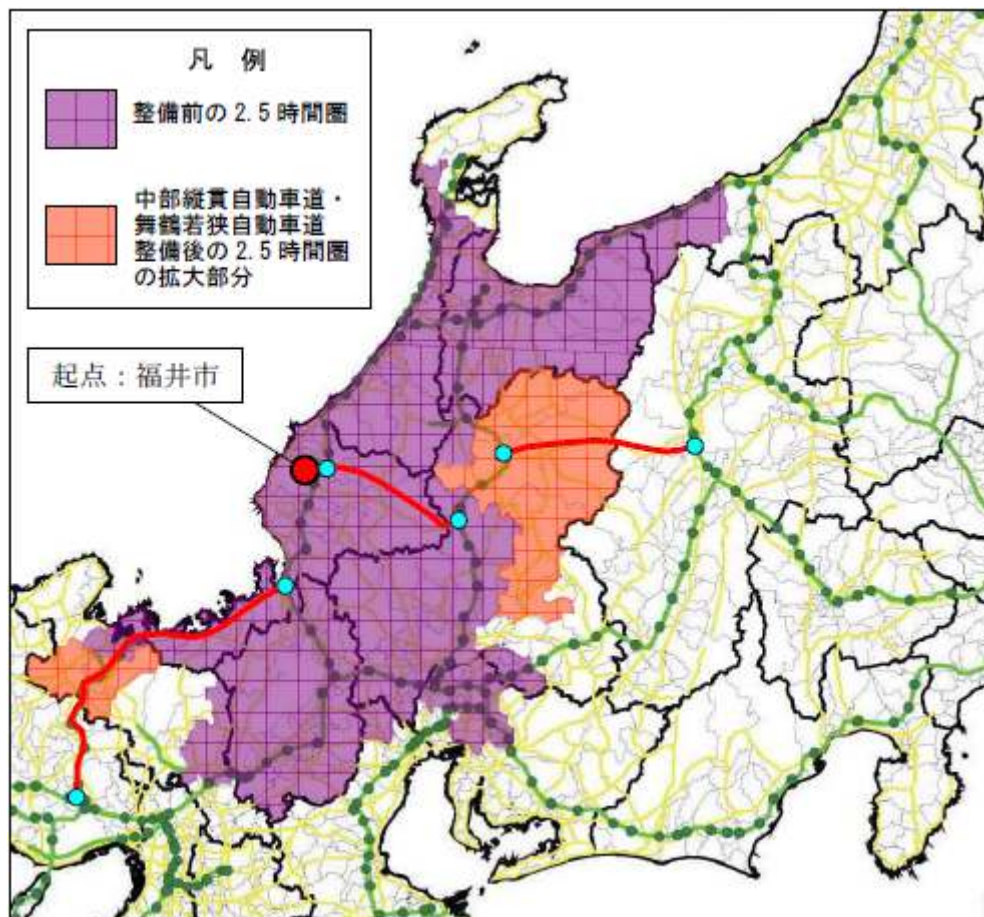 凡 例
整備前の2.5時間圏
中部縦貫自動車道・
舞鶴若狭自動車道
整備後の2.5時間圏
の拡大部分
起点：福井市